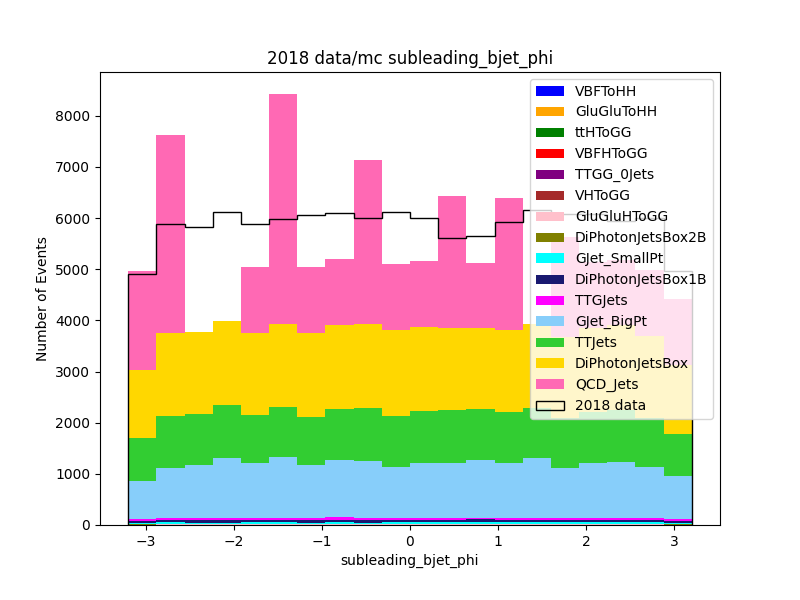 2018 data/mc subleading_bjet_phi
Number of Events
8000
7000
6000
5000
4000
3000
2000
1000
0
VBFToHH
GluGluToHH
ttHToGG
VBFHToGG
TTGG_0Jets
VHToGG
GluGluHToGG
DiPhotonJetsBox2B
GJet_SmallPt
DiPhotonJetsBox1B
TTGJets
GJet_BigPt
TTJets
DiPhotonJetsBox
QCD_Jets
2018 data
−3 −2 −1 0 1 2 3
subleading_bjet_phi